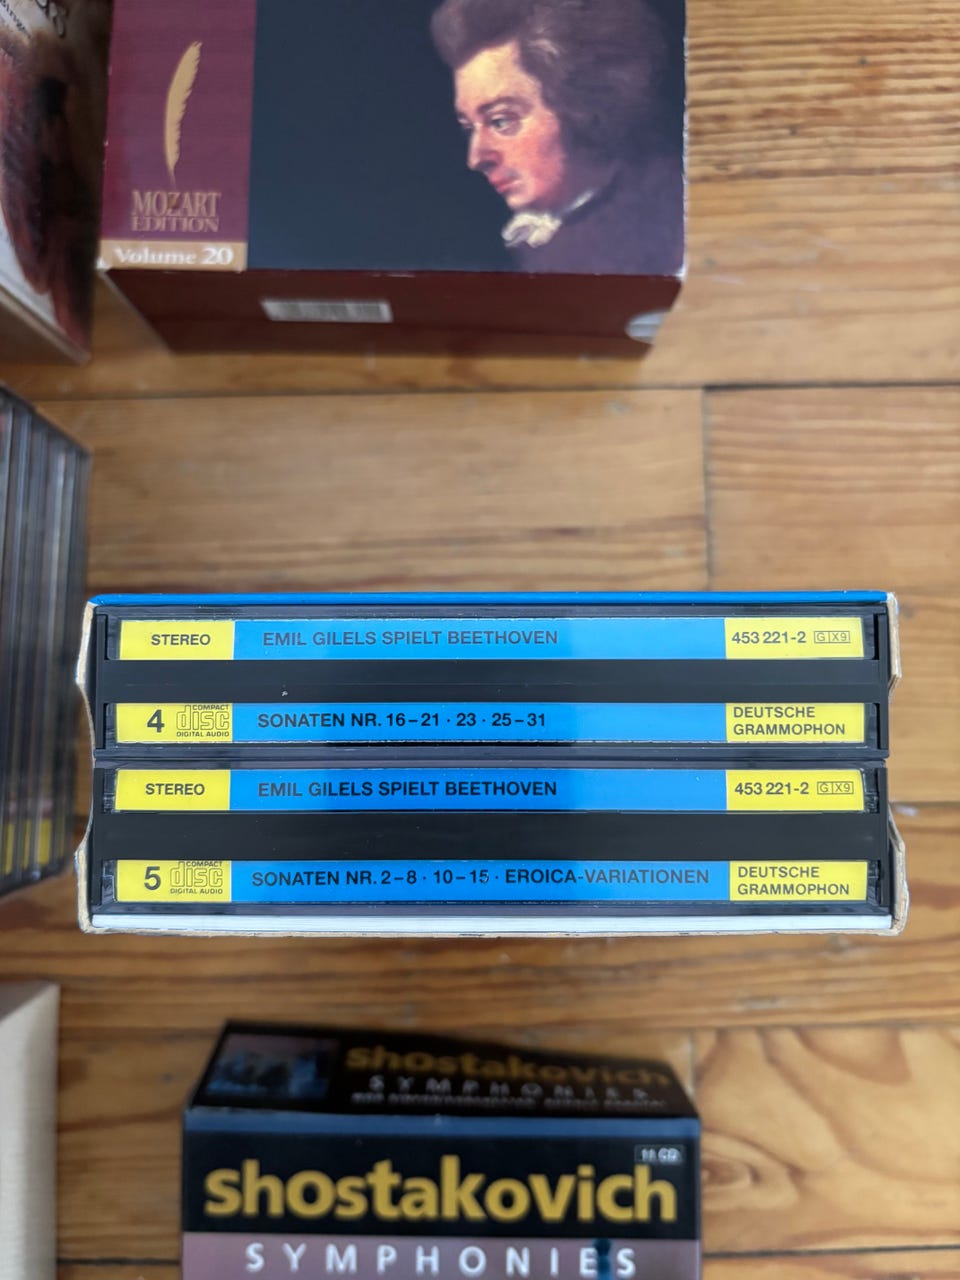 MOZART
EDITION
Volume 20
STEREO EMIL GILELS SPIELT BEETHOVEN 453 221-2 G X9
4 COMPACT disc DIGITAL AUDIO SONATEN NR. 16–21 · 23 · 25–31 DEUTSCHE GRAMMOPHON
STEREO EMIL GILELS SPIELT BEETHOVEN 453 221-2 G X9
5 COMPACT disc DIGITAL AUDIO SONATEN NR. 2–8 · 10–15 · EROICA-VARIATIONEN DEUTSCHE GRAMMOPHON
shostakovich
SYMPHONIES
11 CD
shostakovich
SYMPHONIES